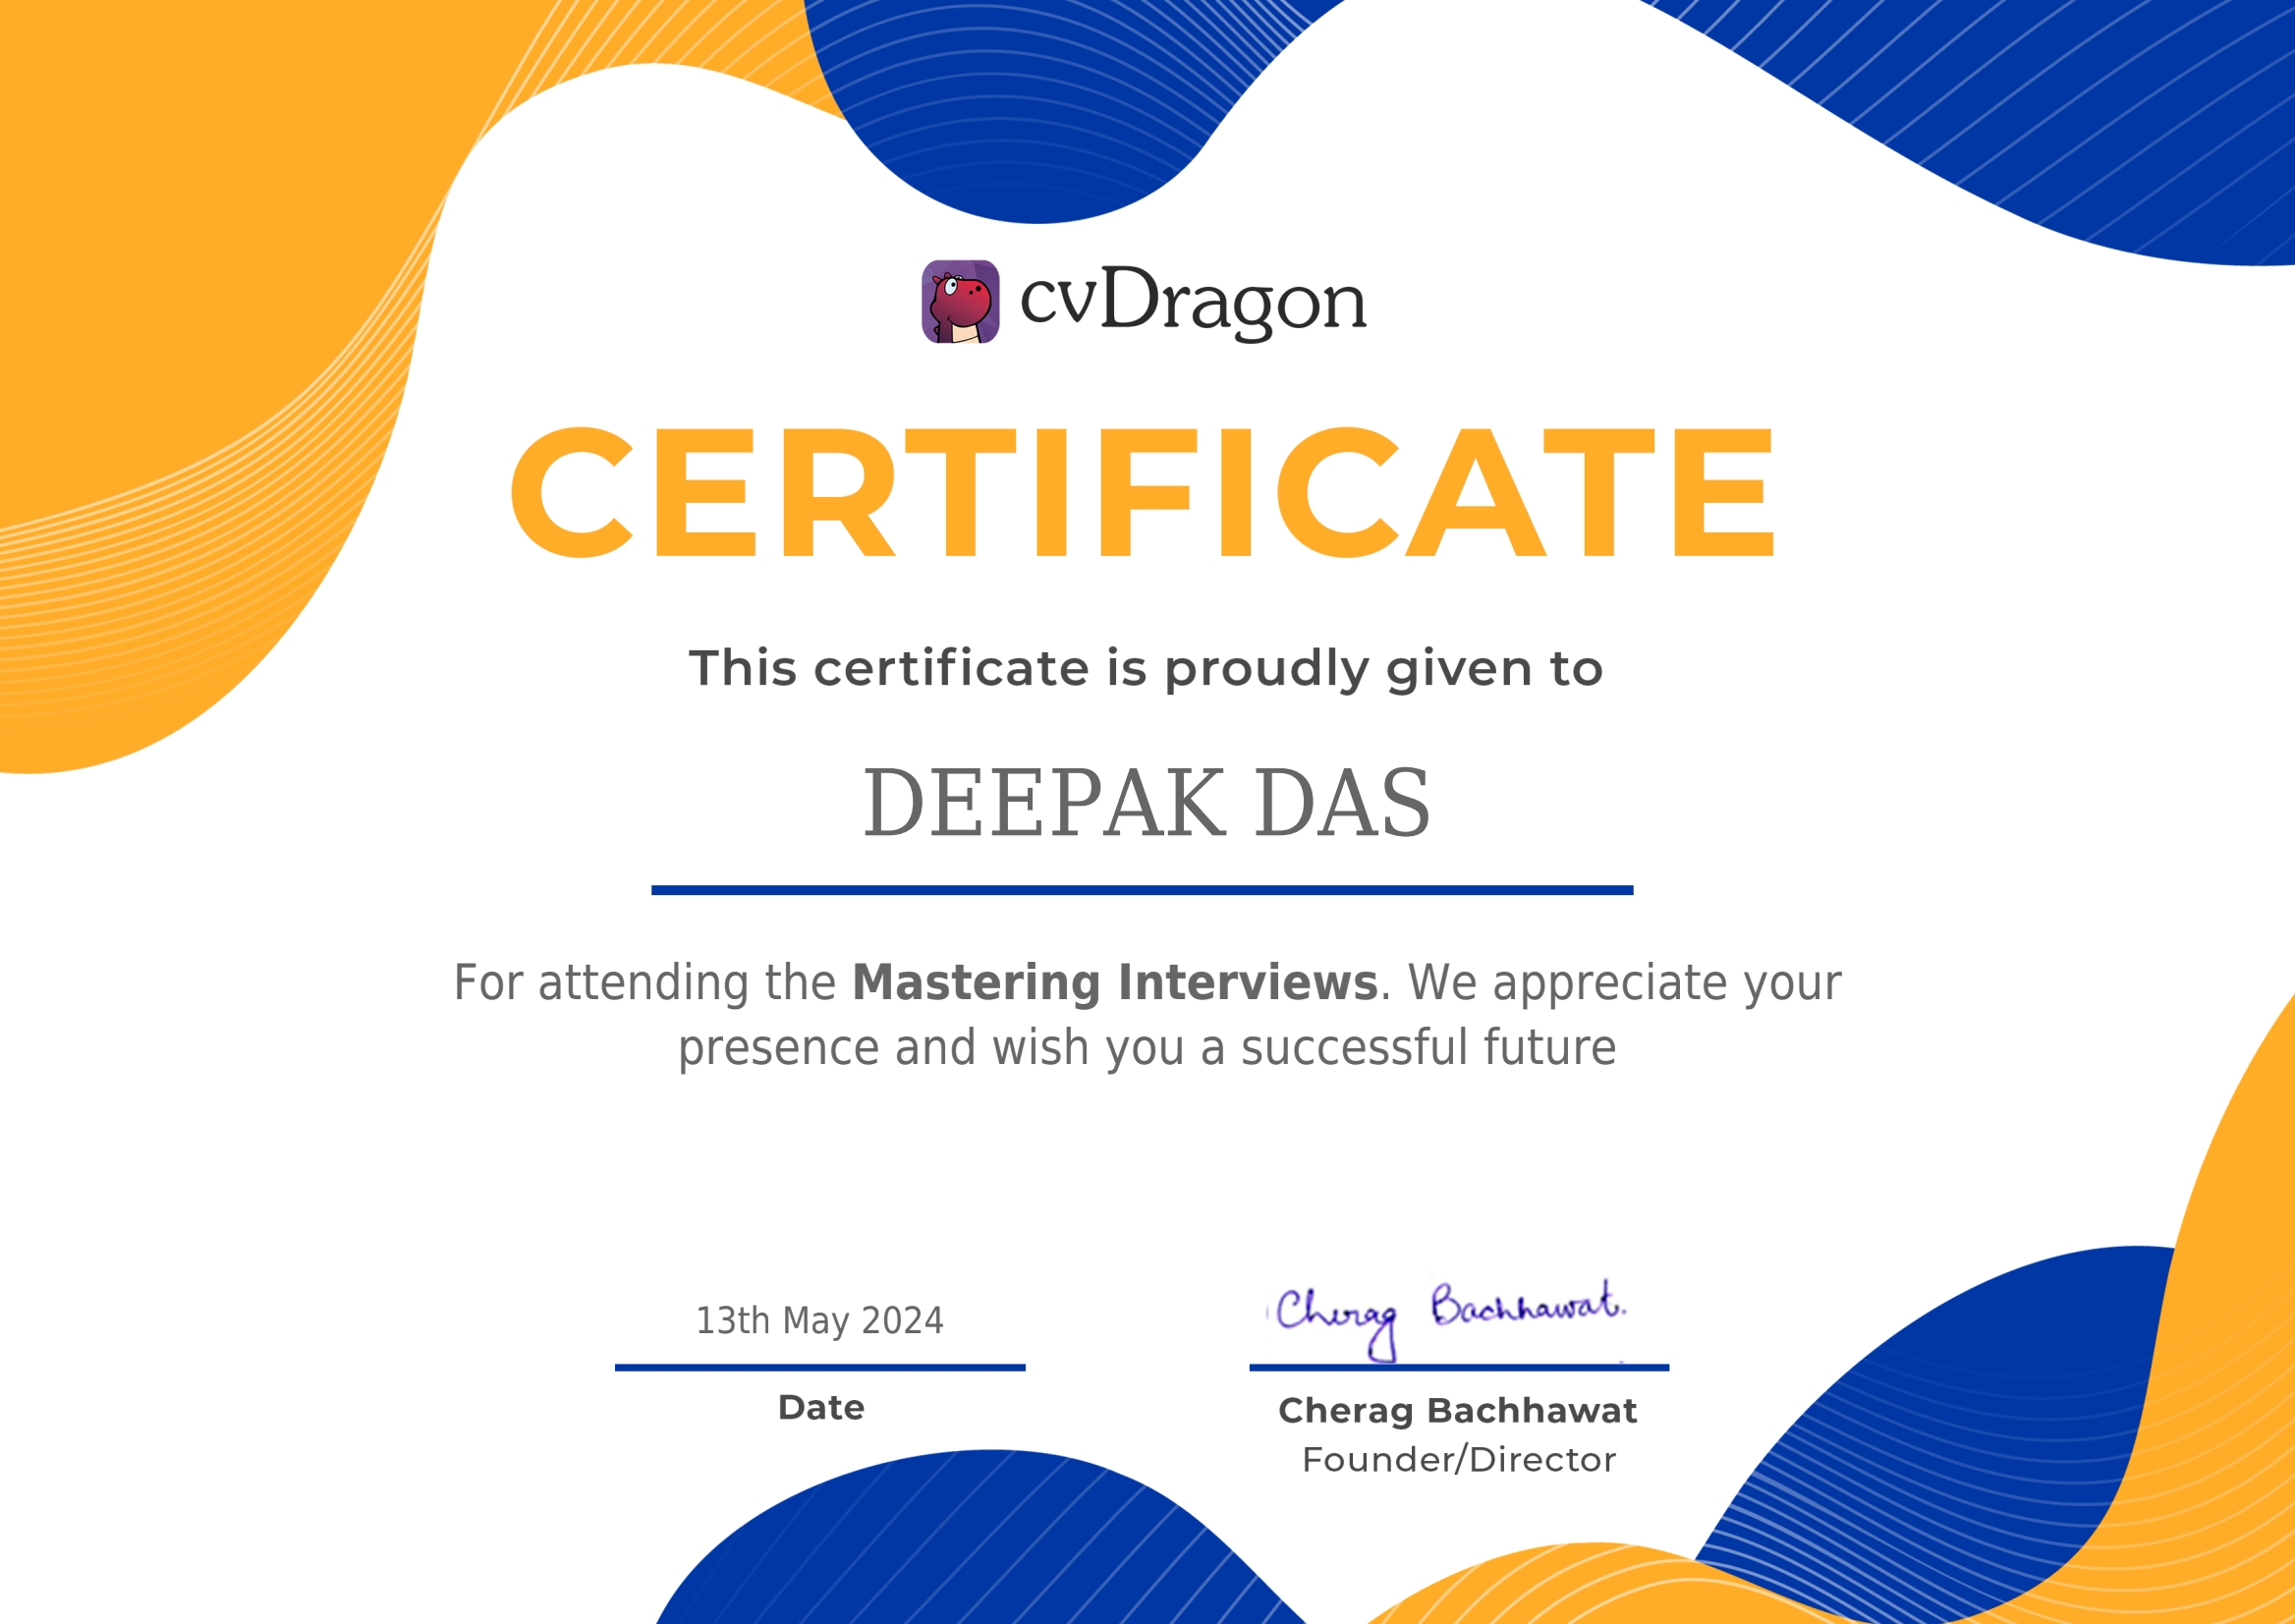 cvDragon
CERTIFICATE
This certificate is proudly given to
DEEPAK DAS
For attending the Mastering Interviews. We appreciate your
presence and wish you a successful future
13th May 2024
Date
Cherag Bachhawat.
Cherag Bachhawat
Founder/Director